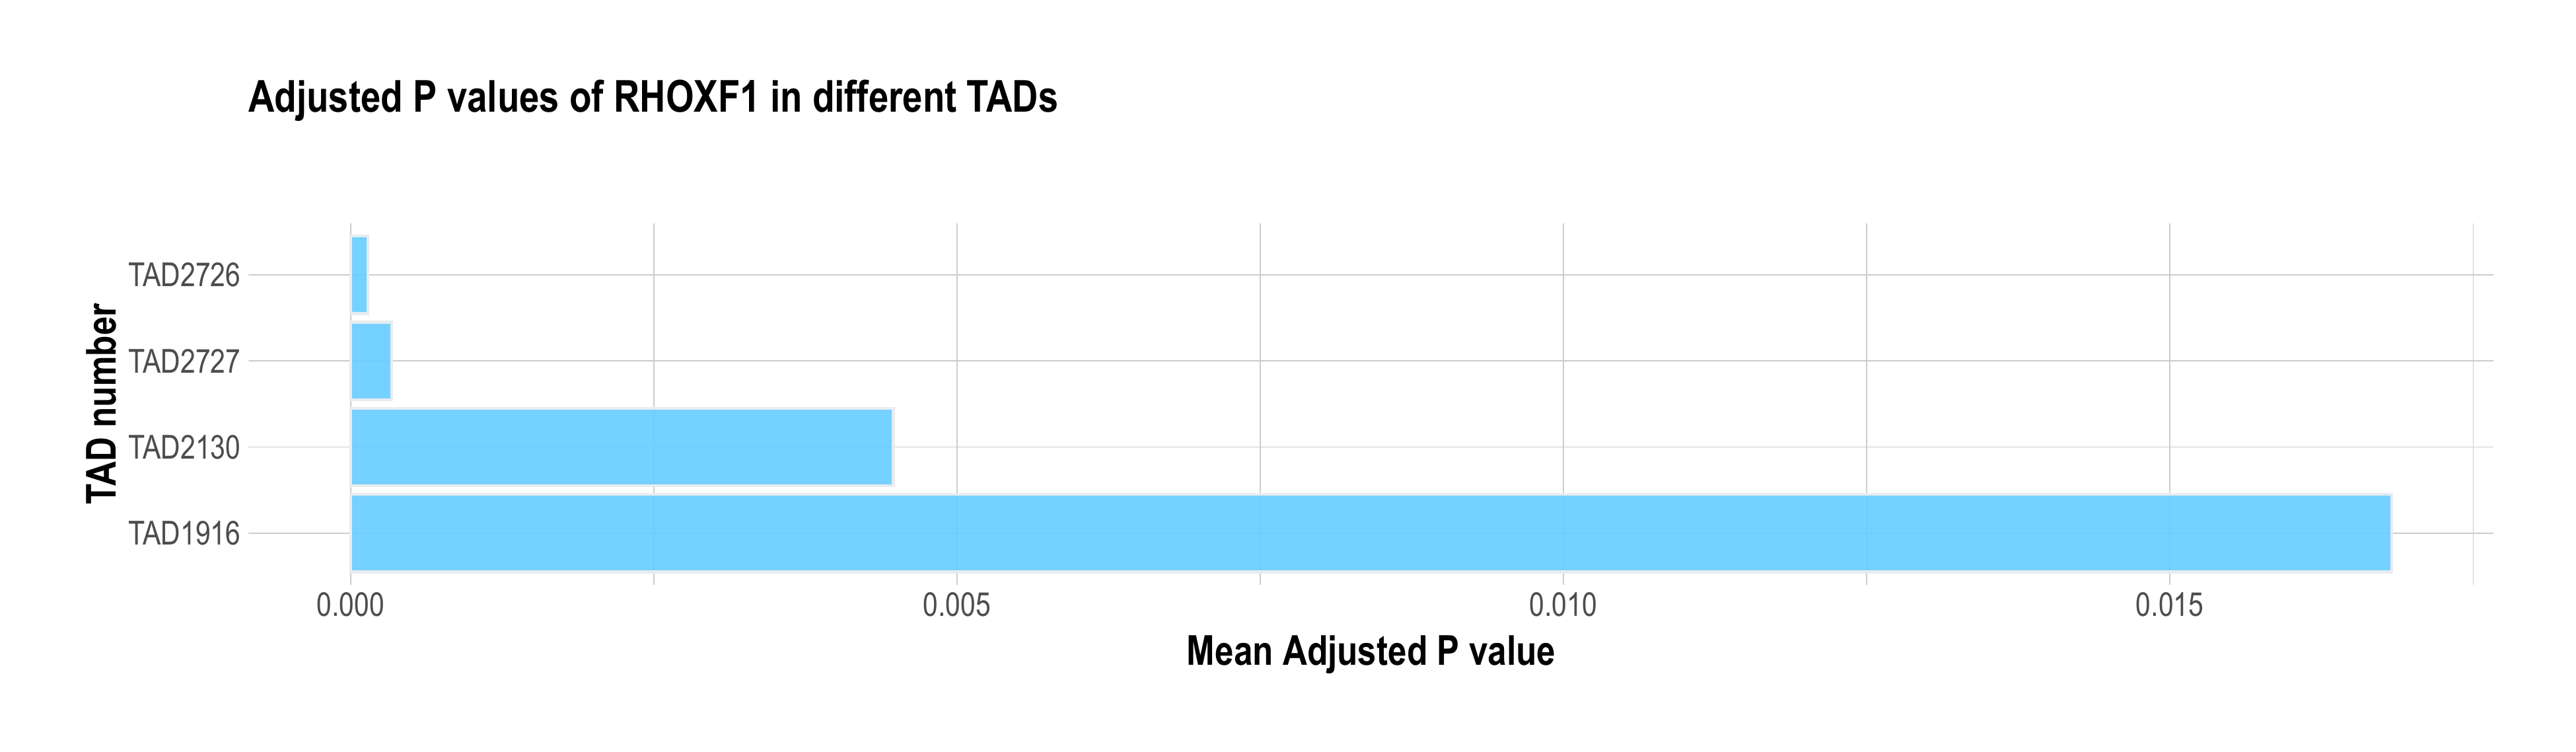 Adjusted P values of RHOXF1 in different TADs
TAD number
TAD2726
TAD2727
TAD2130
TAD1916
0.000 0.005 0.010 0.015
Mean Adjusted P value